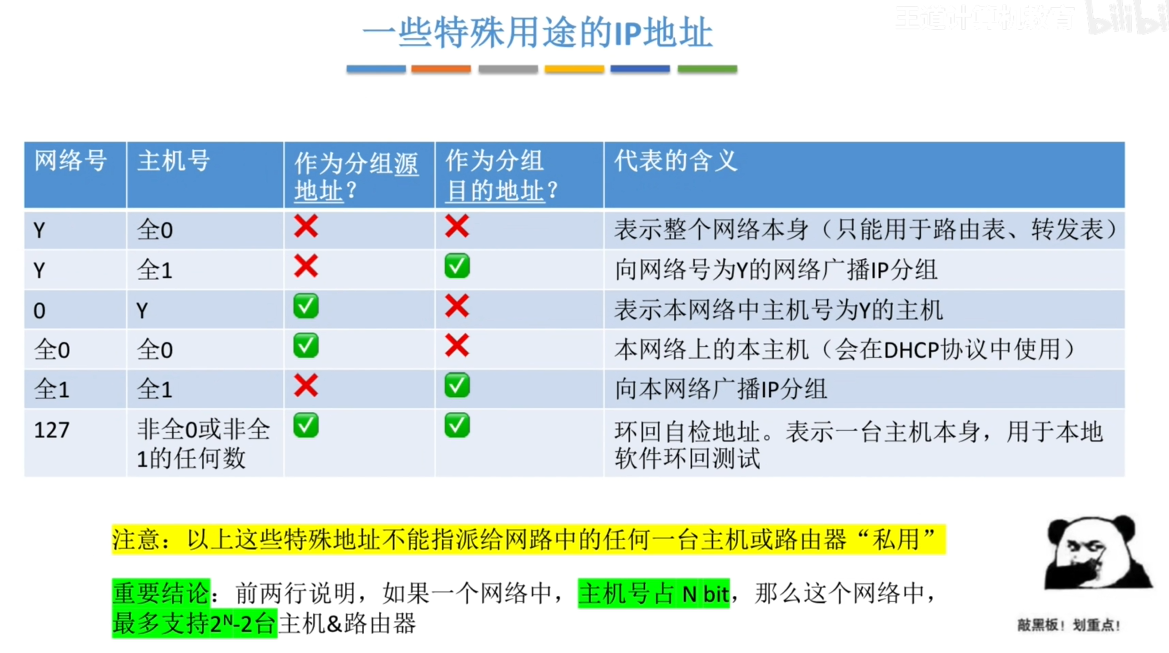 一些特殊用途的IP地址
网络号 主机号 作为分组源地址？ 作为分组目的地址？ 代表的含义
Y 全0 ❌ ❌ 表示整个网络本身（只能用于路由表、转发表）
Y 全1 ❌ ✅ 向网络号为Y的网络广播IP分组
0 Y ✅ ❌ 表示本网络中主机号为Y的主机
全0 全0 ✅ ❌ 本网络上的本主机（会在DHCP协议中使用）
全1 全1 ❌ ✅ 向本网络广播IP分组
127 非全0或非全1的任何数 ✅ ✅ 环回自检地址。表示一台主机本身，用于本地软件环回测试
注意：以上这些特殊地址不能指派给网路中的任何一台主机或路由器“私用”
重要结论：前两行说明，如果一个网络中，主机号占 N bit，那么这个网络中，
最多支持2ᴺ-2台主机&路由器
敲黑板！划重点！